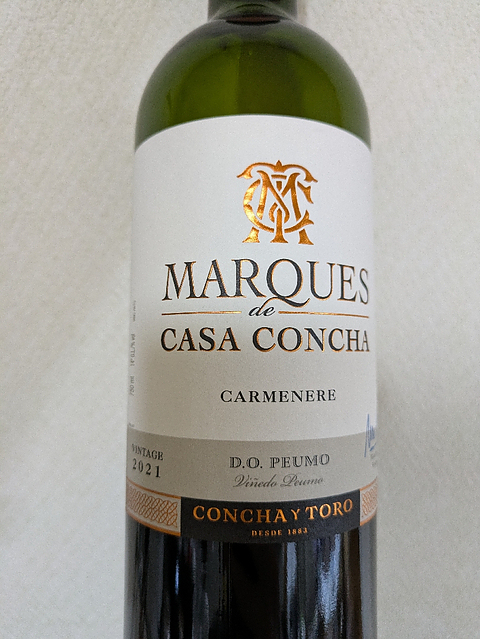 MARQUES
de
CASA CONCHA
CARMENERE
VINTAGE
2021
D.O. PEUMO
Viñedo Peumo
CONCHA Y TORO
DESDE 1883